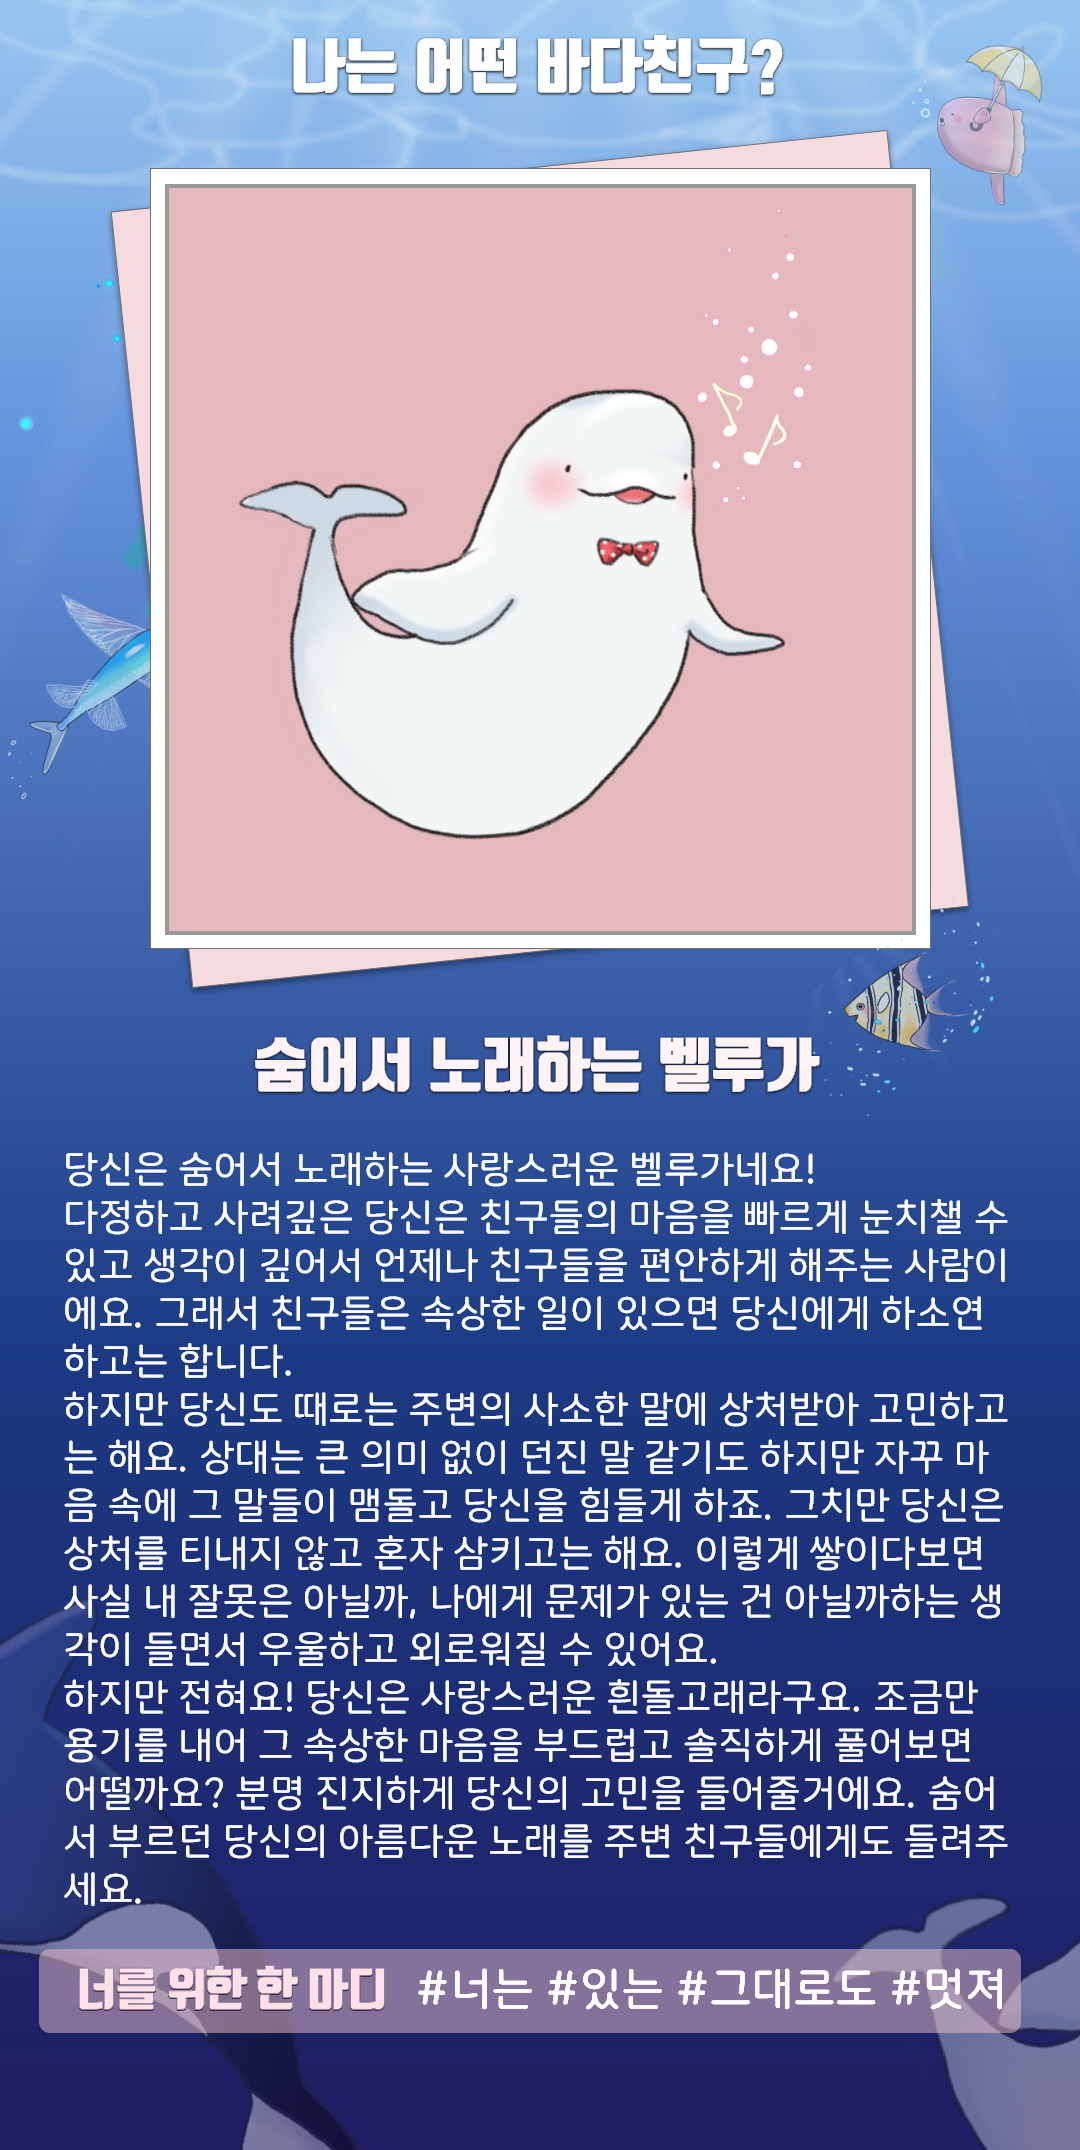 나는 어떤 바다친구?
숨어서 노래하는 벨루가
당신은 숨어서 노래하는 사랑스러운 벨루가네요!
다정하고 사려깊은 당신은 친구들의 마음을 빠르게 눈치챌 수
있고 생각이 깊어서 언제나 친구들을 편안하게 해주는 사람이
에요. 그래서 친구들은 속상한 일이 있으면 당신에게 하소연
하고는 합니다.
하지만 당신도 때로는 주변의 사소한 말에 상처받아 고민하고
는 해요. 상대는 큰 의미 없이 던진 말 같기도 하지만 자꾸 마
음 속에 그 말들이 맴돌고 당신을 힘들게 하죠. 그치만 당신은
상처를 티내지 않고 혼자 삼키고는 해요. 이렇게 쌓이다보면
사실 내 잘못은 아닐까, 나에게 문제가 있는 건 아닐까하는 생
각이 들면서 우울하고 외로워질 수 있어요.
하지만 전혀요! 당신은 사랑스러운 흰돌고래라구요. 조금만
용기를 내어 그 속상한 마음을 부드럽고 솔직하게 풀어보면
어떨까요? 분명 진지하게 당신의 고민을 들어줄거에요. 숨어
서 부르던 당신의 아름다운 노래를 주변 친구들에게도 들려주
세요.
너를 위한 한 마디 #너는 #있는 #그대로도 #멋져